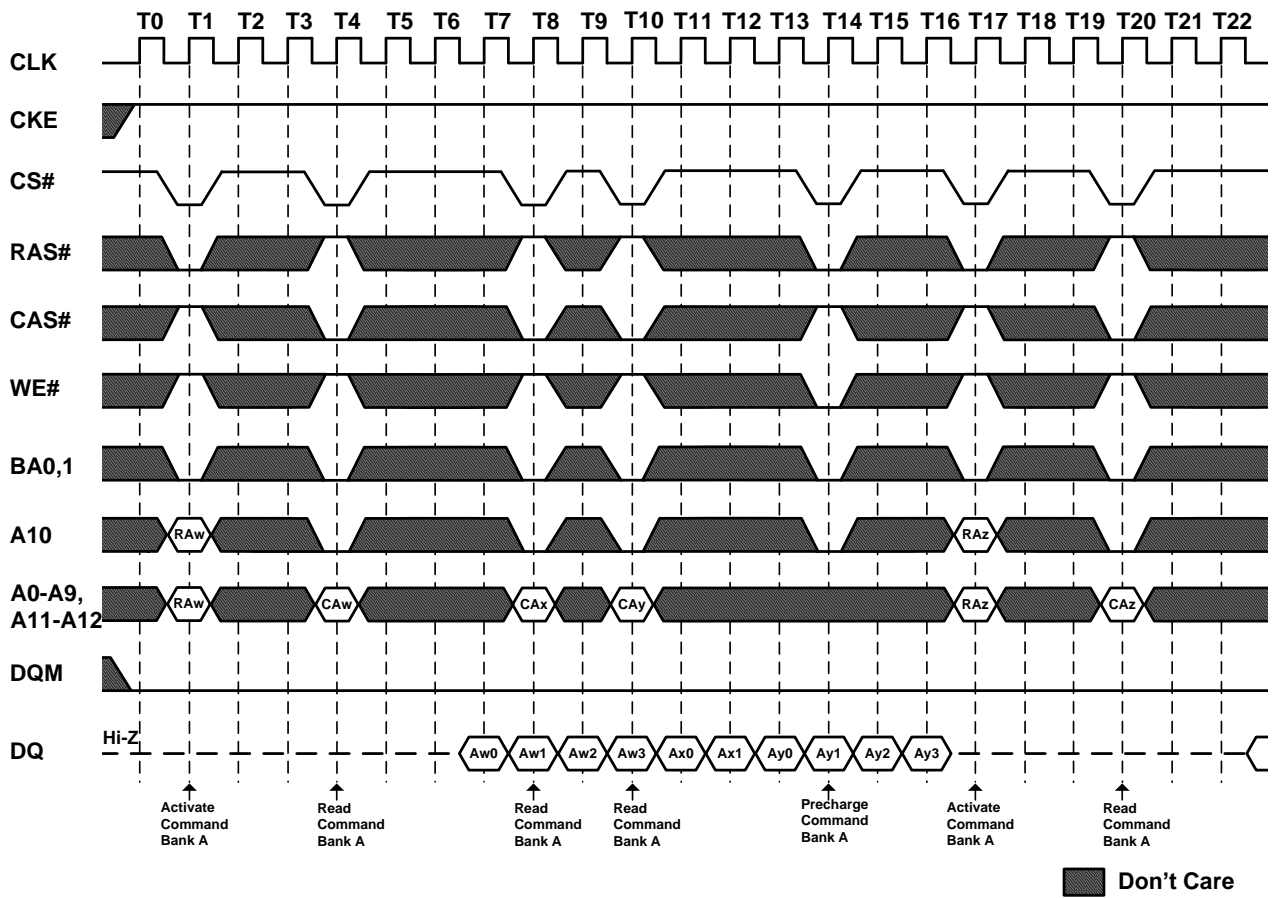 T0 T1 T2 T3 T4 T5 T6 T7 T8 T9 T10 T11 T12 T13 T14 T15 T16 T17 T18 T19 T20 T21 T22
CLK
CKE
CS#
RAS#
CAS#
WE#
BA0,1
A10
RAw RAz
A0-A9,
A11-A12
RAw CAw CAx CAy RAz CAz
DQM
DQ
Hi-Z
Aw0 Aw1 Aw2 Aw3 Ax0 Ax1 Ay0 Ay1 Ay2 Ay3
Activate
Command
Bank A
Read
Command
Bank A
Read
Command
Bank A
Read
Command
Bank A
Precharge
Command
Bank A
Activate
Command
Bank A
Read
Command
Bank A
Don't Care